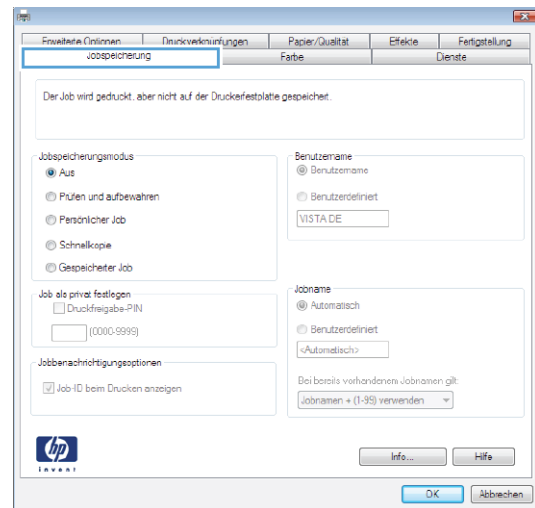 Erweiterte Optionen Druckverknüpfungen Papier/Qualität Effekte Fertigstellung
Jobspeicherung Farbe Dienste
Der Job wird gedruckt, aber nicht auf der Druckerfestplatte gespeichert.
Jobspeicherungsmodus
Aus
Prüfen und aufbewahren
Persönlicher Job
Schnellkopie
Gespeicherter Job
Benutzername
Benutzername
Benutzerdefiniert
VISTA DE
Job als privat festlegen
Druckfreigabe-PIN
(0000-9999)
Jobname
Automatisch
Benutzerdefiniert
<Automatisch>
Bei bereits vorhandenem Jobnamen gilt:
Jobnamen + (1-99) verwenden
Jobbenachrichtigungsoptionen
Job-ID beim Drucken anzeigen
hp
invent
Info... Hilfe
OK Abbrechen